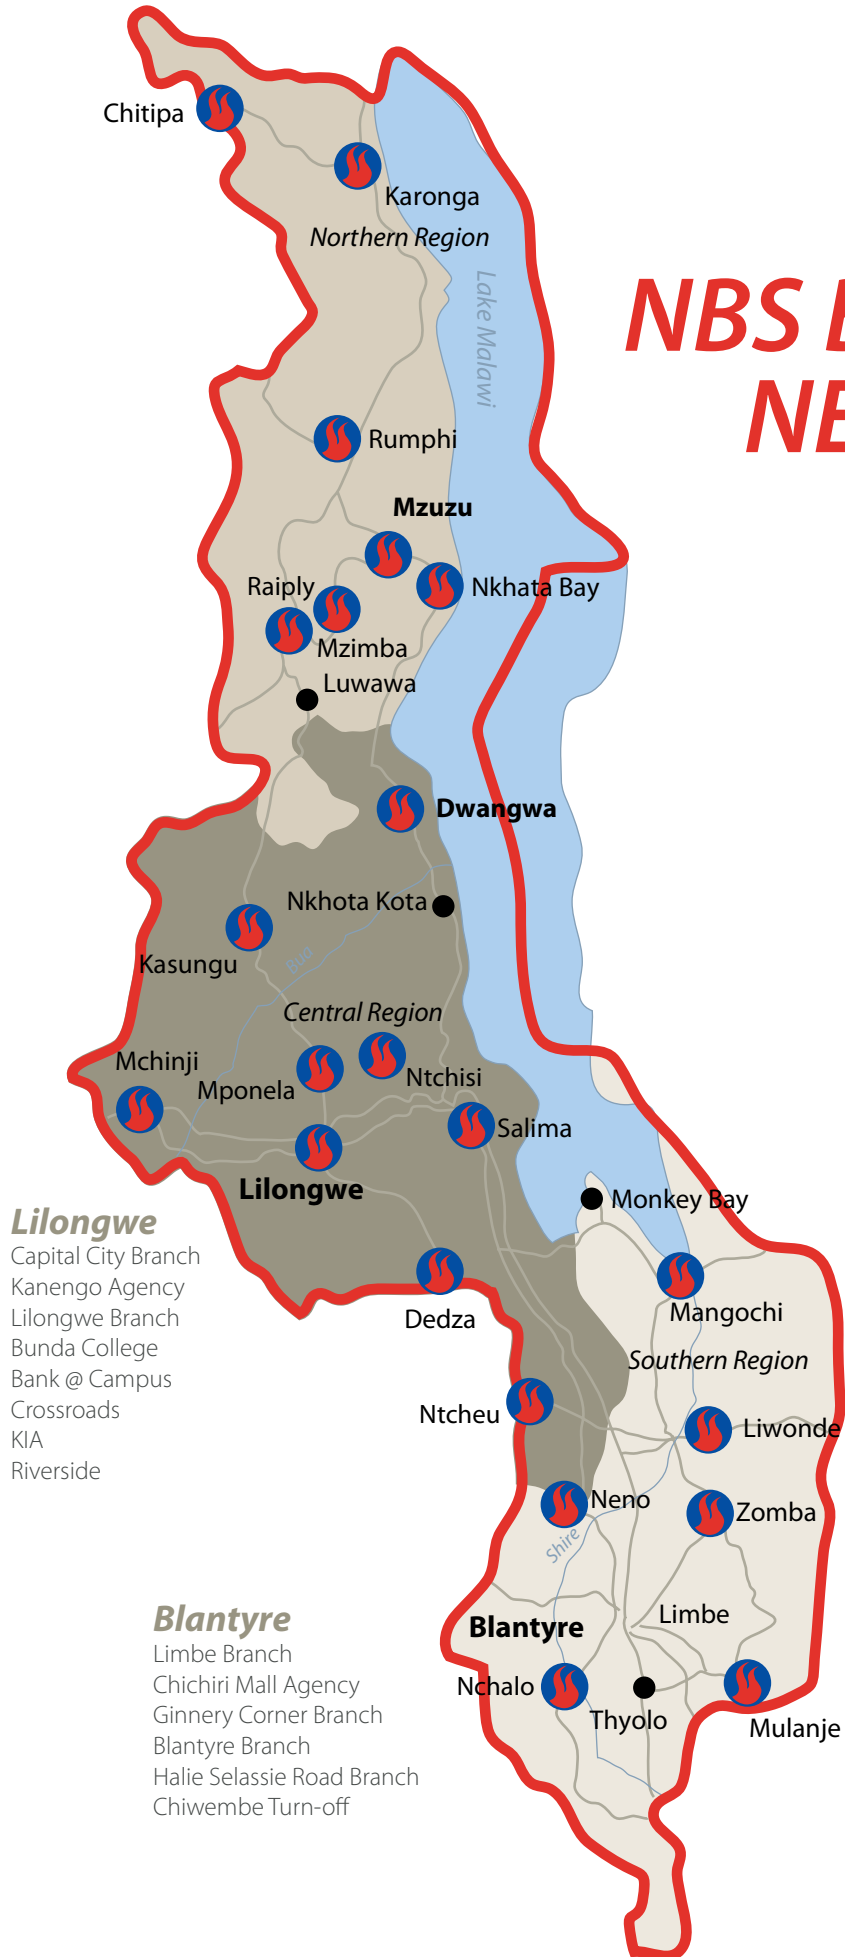 Chitipa
Karonga
Northern Region
Lake Malawi
NBS
Rumphi
Mzuzu
Raiply
Nkhata Bay
Mzimba
Luwawa
Dwangwa
Nkhota Kota
Kasungu
Bua
Central Region
Mchinji
Mponela
Ntchisi
Salima
Lilongwe
Monkey Bay
Lilongwe
Capital City Branch
Kanengo Agency
Lilongwe Branch
Bunda College
Bank @ Campus
Crossroads
KIA
Riverside
Dedza
Mangochi
Southern Region
Ntcheu
Liwonde
Neno
Zomba
Shire
Limbe
Blantyre
Nchalo
Thyolo
Mulanje
Blantyre
Limbe Branch
Chichiri Mall Agency
Ginnery Corner Branch
Blantyre Branch
Halie Selassie Road Branch
Chiwembe Turn-off